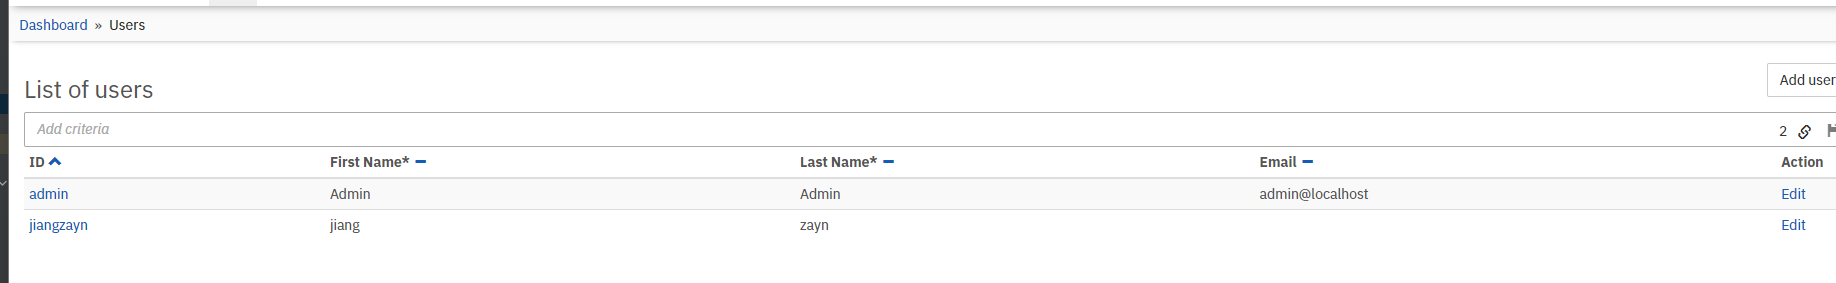 Dashboard » Users
List of users
Add user
Add criteria
2
ID First Name* Last Name* Email Action
admin Admin Admin admin@localhost Edit
jiangzayn jiang zayn Edit